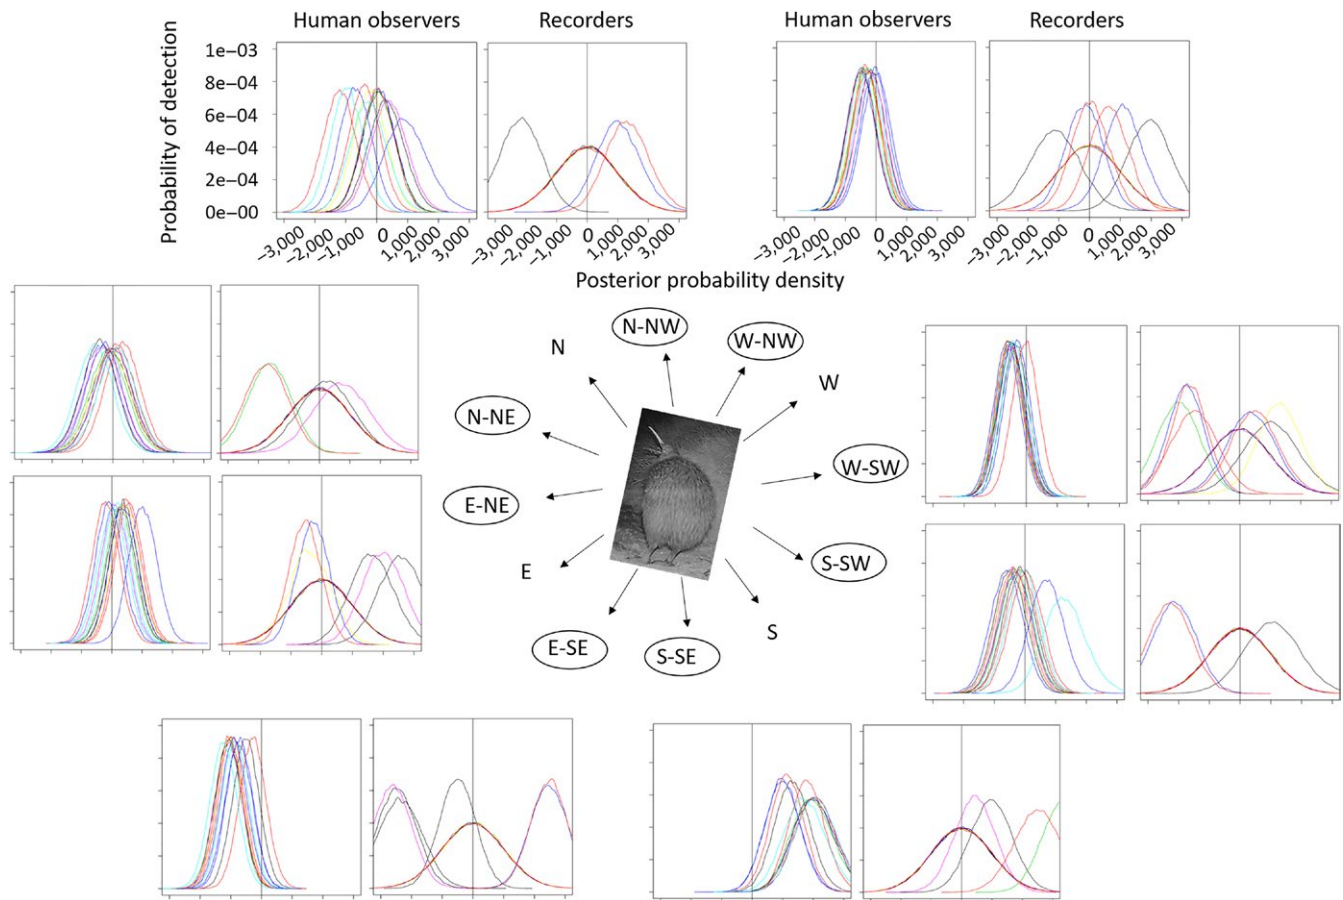 Human observers
Recorders
Human observers
Recorders
Probability of detection
1e−03
8e−04
6e−04
4e−04
2e−04
0e−00
−3,000
−2,000
−1,000
0
1,000
2,000
3,000
−3,000
−2,000
−1,000
0
1,000
2,000
3,000
−3,000
−2,000
−1,000
0
1,000
2,000
3,000
−3,000
−2,000
−1,000
0
1,000
2,000
3,000
Posterior probability density
N-NW
W-NW
N
W
N-NE
W-SW
E-NE
E
S-SW
S
E-SE
S-SE